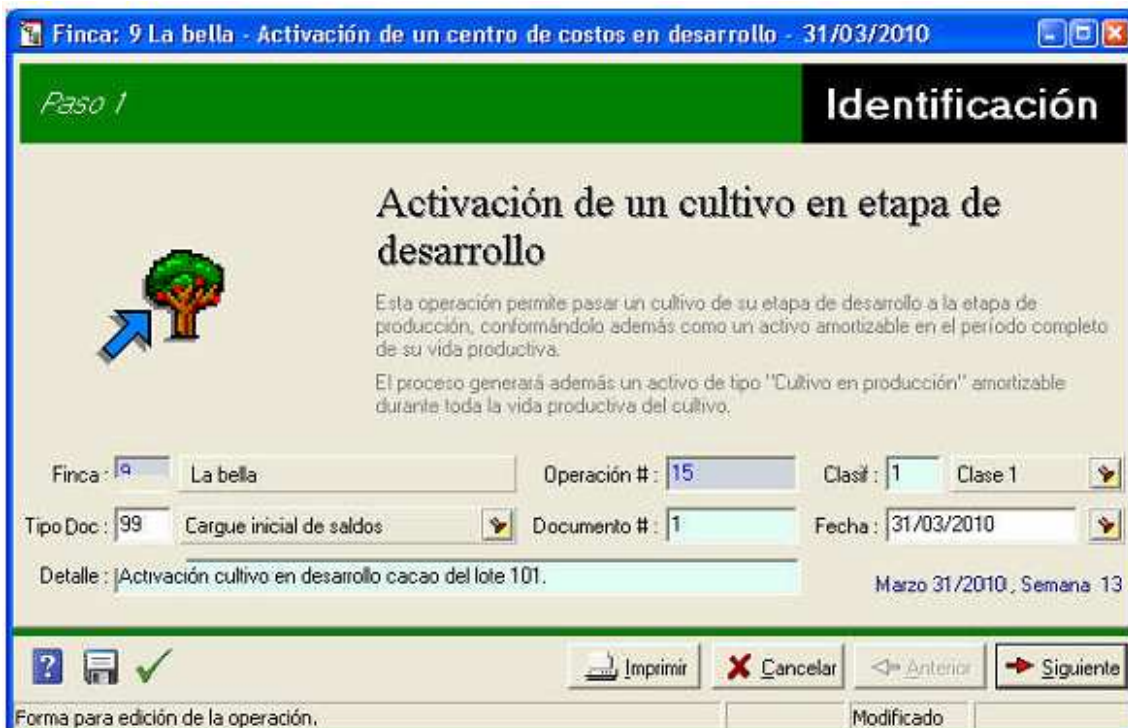 Finca: 9 La bella - Activación de un centro de costos en desarrollo - 31/03/2010
Paso 1
Identificación
Activación de un cultivo en etapa de
desarrollo
Esta operación permite pasar un cultivo de su etapa de desarrollo a la etapa de
producción, conformándolo además como un activo amortizable en el período completo
de su vida productiva.
El proceso generará además un activo de tipo "Cultivo en producción" amortizable
durante toda la vida productiva del cultivo.
Finca : 9 La bella Operación # : 15 Clasif : 1 Clase 1
Tipo Doc : 99 Cargue inicial de saldos Documento # : 1 Fecha : 31/03/2010
Detalle : Activación cultivo en desarrollo cacao del lote 101.
Marzo 31/2010 , Semana 13
? Imprimir Cancelar Anterior Siguiente
Forma para edición de la operación. Modificado